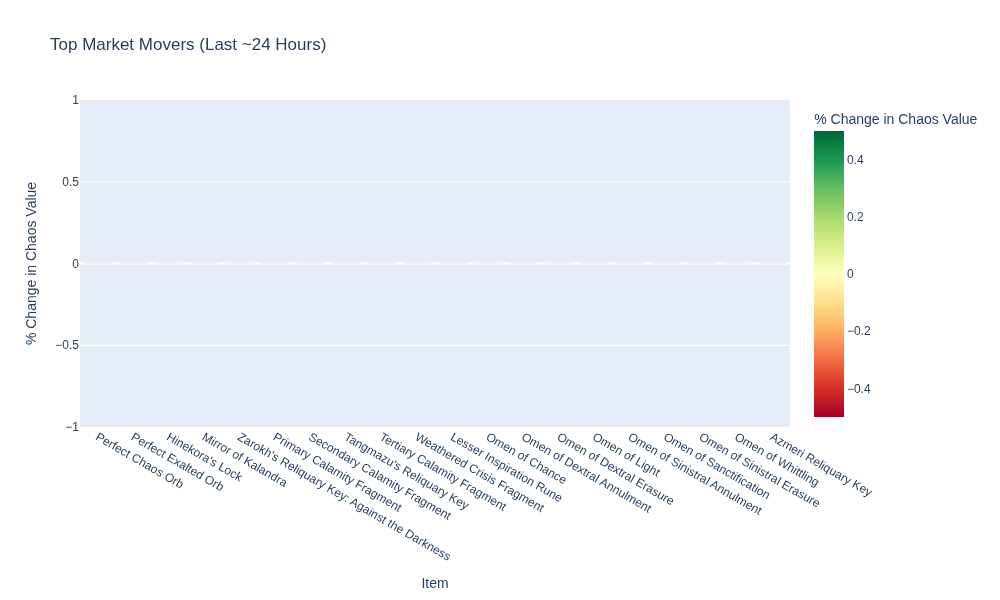 Top Market Movers (Last ~24 Hours)
% Change in Chaos Value
1
0.5
0
−0.5
−1
% Change in Chaos Value
0.4
0.2
0
−0.2
−0.4
Perfect Chaos Orb
Perfect Exalted Orb
Hinekora's Lock
Mirror of Kalandra
Zarokh's Reliquary Key: Against the Darkness
Primary Calamity Fragment
Secondary Calamity Fragment
Tangmazu's Reliquary Key
Tertiary Calamity Fragment
Weathered Crisis Fragment
Lesser Inspiration Rune
Omen of Chance
Omen of Dextral Annulment
Omen of Dextral Erasure
Omen of Light
Omen of Sinistral Annulment
Omen of Sanctification
Omen of Sinistral Erasure
Omen of Whittling
Azmeri Reliquary Key
Item